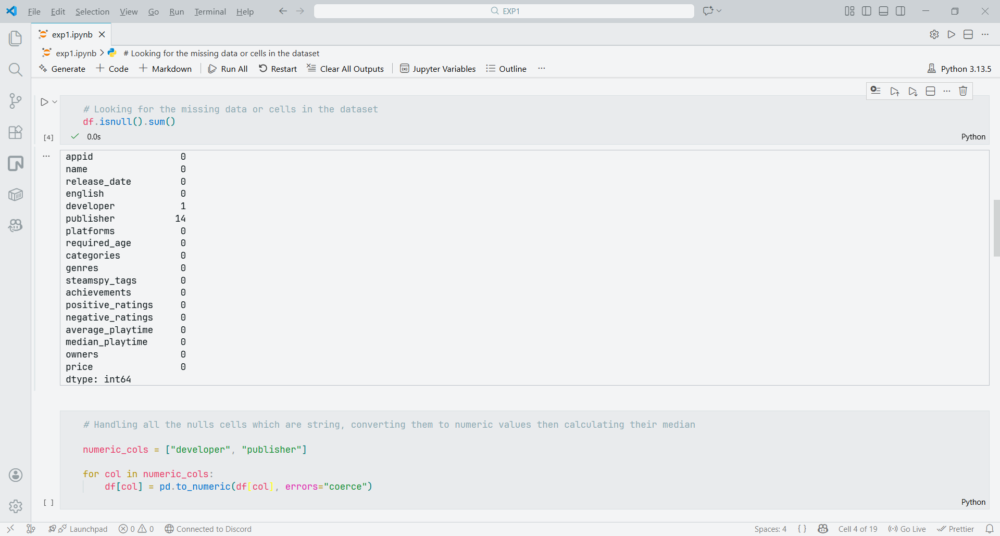 File Edit Selection View Go Run Terminal Help EXP1
exp1.ipynb
exp1.ipynb > # Looking for the missing data or cells in the dataset
Generate + Code + Markdown Run All Restart Clear All Outputs Jupyter Variables Outline ... Python 3.13.5
# Looking for the missing data or cells in the dataset
df.isnull().sum()
[4] 0.0s Python
appid 0
name 0
release_date 0
english 0
developer 1
publisher 14
platforms 0
required_age 0
categories 0
genres 0
steamspy_tags 0
achievements 0
positive_ratings 0
negative_ratings 0
average_playtime 0
median_playtime 0
owners 0
price 0
dtype: int64
# Handling all the nulls cells which are string, converting them to numeric values then calculating their median
numeric_cols = ["developer", "publisher"]
for col in numeric_cols:
df[col] = pd.to_numeric(df[col], errors="coerce")
[ ] Python
Launchpad 0 0 Connected to Discord Spaces: 4 { } Cell 4 of 19 Go Live Prettier